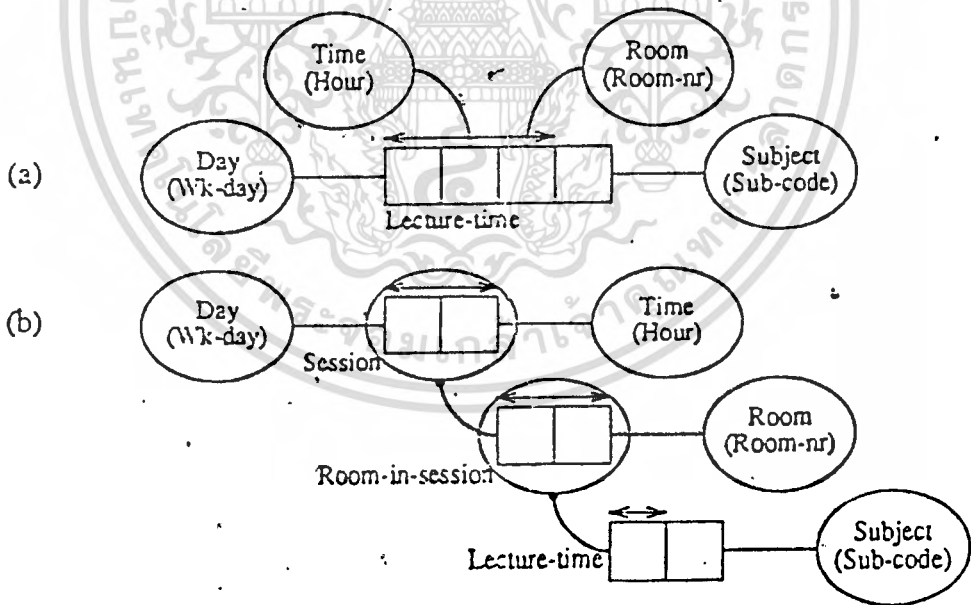 Time
(Hour)
Room
(Room-nr)
(a)
Day
(Wk-day)
Subject
(Sub-code)
Lecture-time
(b)
Day
(Wk-day)
Time
(Hour)
Session
Room
(Room-nr)
Room-in-session
Subject
(Sub-code)
Lecture-time